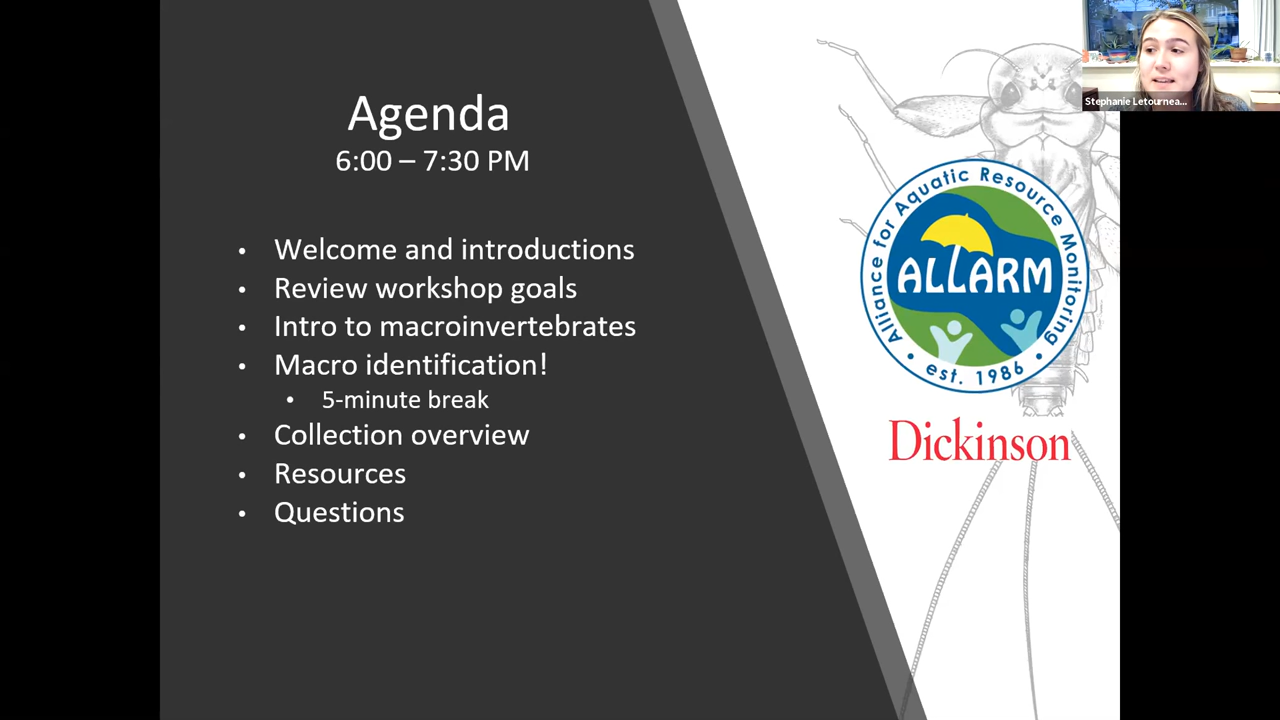 Agenda
6:00 – 7:30 PM
• Welcome and introductions
• Review workshop goals
• Intro to macroinvertebrates
• Macro identification!
• 5-minute break
• Collection overview
• Resources
• Questions
Stephanie Letournea...
Alliance for Aquatic Resource Monitoring
ALLARM
• est. 1986 •
Dickinson